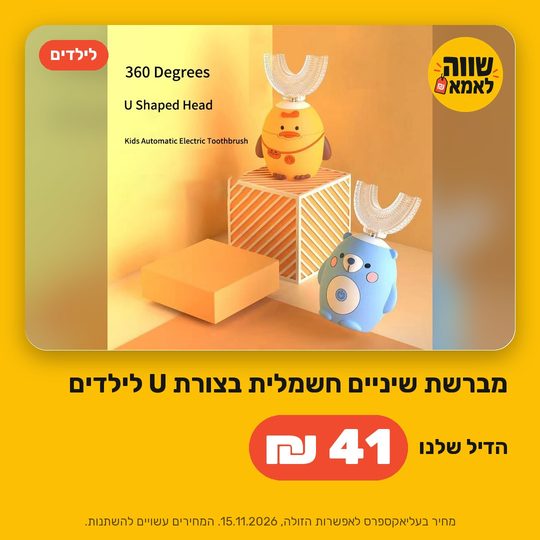 לילדים
שווה
לאמא
₪
360 Degrees
U Shaped Head
Kids Automatic Electric Toothbrush
מברשת שיניים חשמלית בצורת U לילדים
הדיל שלנו
41 ₪
מחיר בעליאקספרס לאפשרות הזולה, 15.11.2026. המחירים עשויים להשתנות.